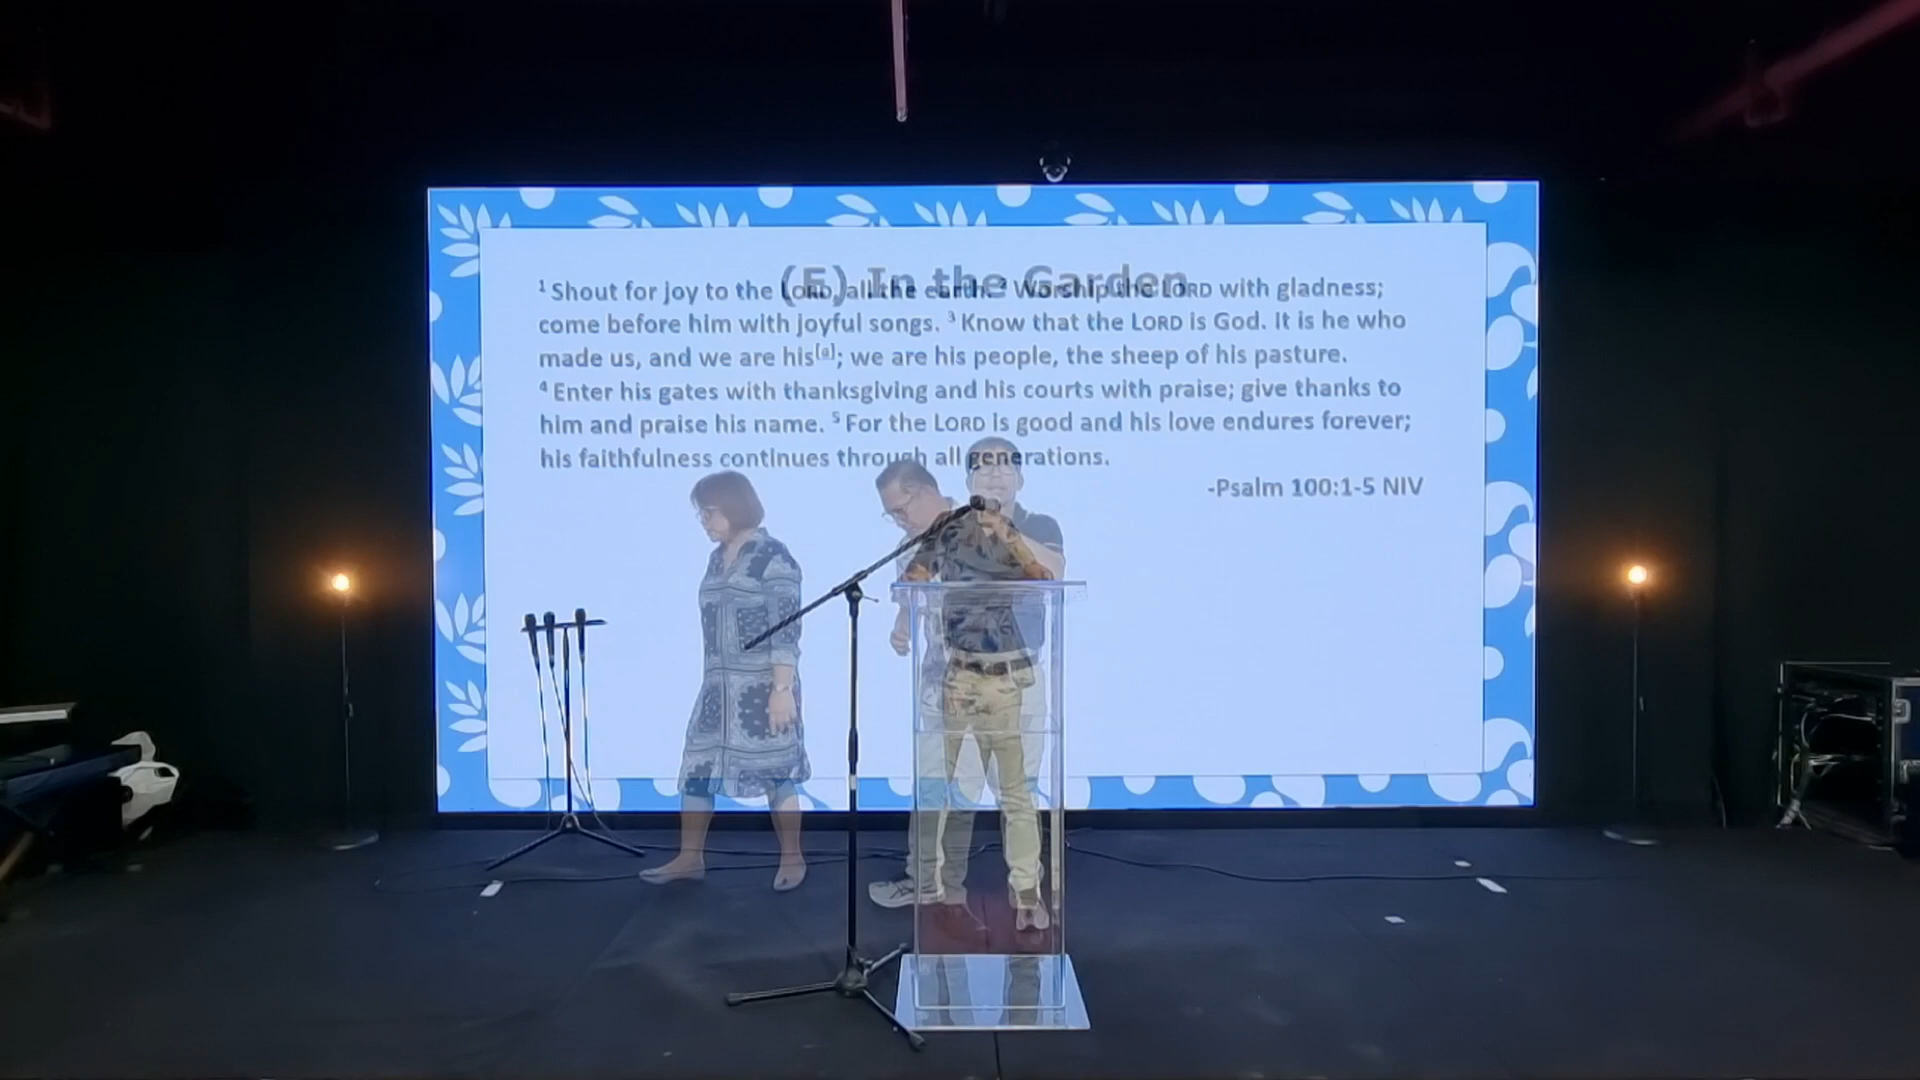 (E) In the Garden
¹ Shout for joy to the LORD, all the earth. ² Worship the LORD with gladness;
come before him with joyful songs. ³ Know that the LORD is God. It is he who
made us, and we are his[a]; we are his people, the sheep of his pasture.
⁴ Enter his gates with thanksgiving and his courts with praise; give thanks to
him and praise his name. ⁵ For the LORD is good and his love endures forever;
his faithfulness continues through all generations.
-Psalm 100:1-5 NIV